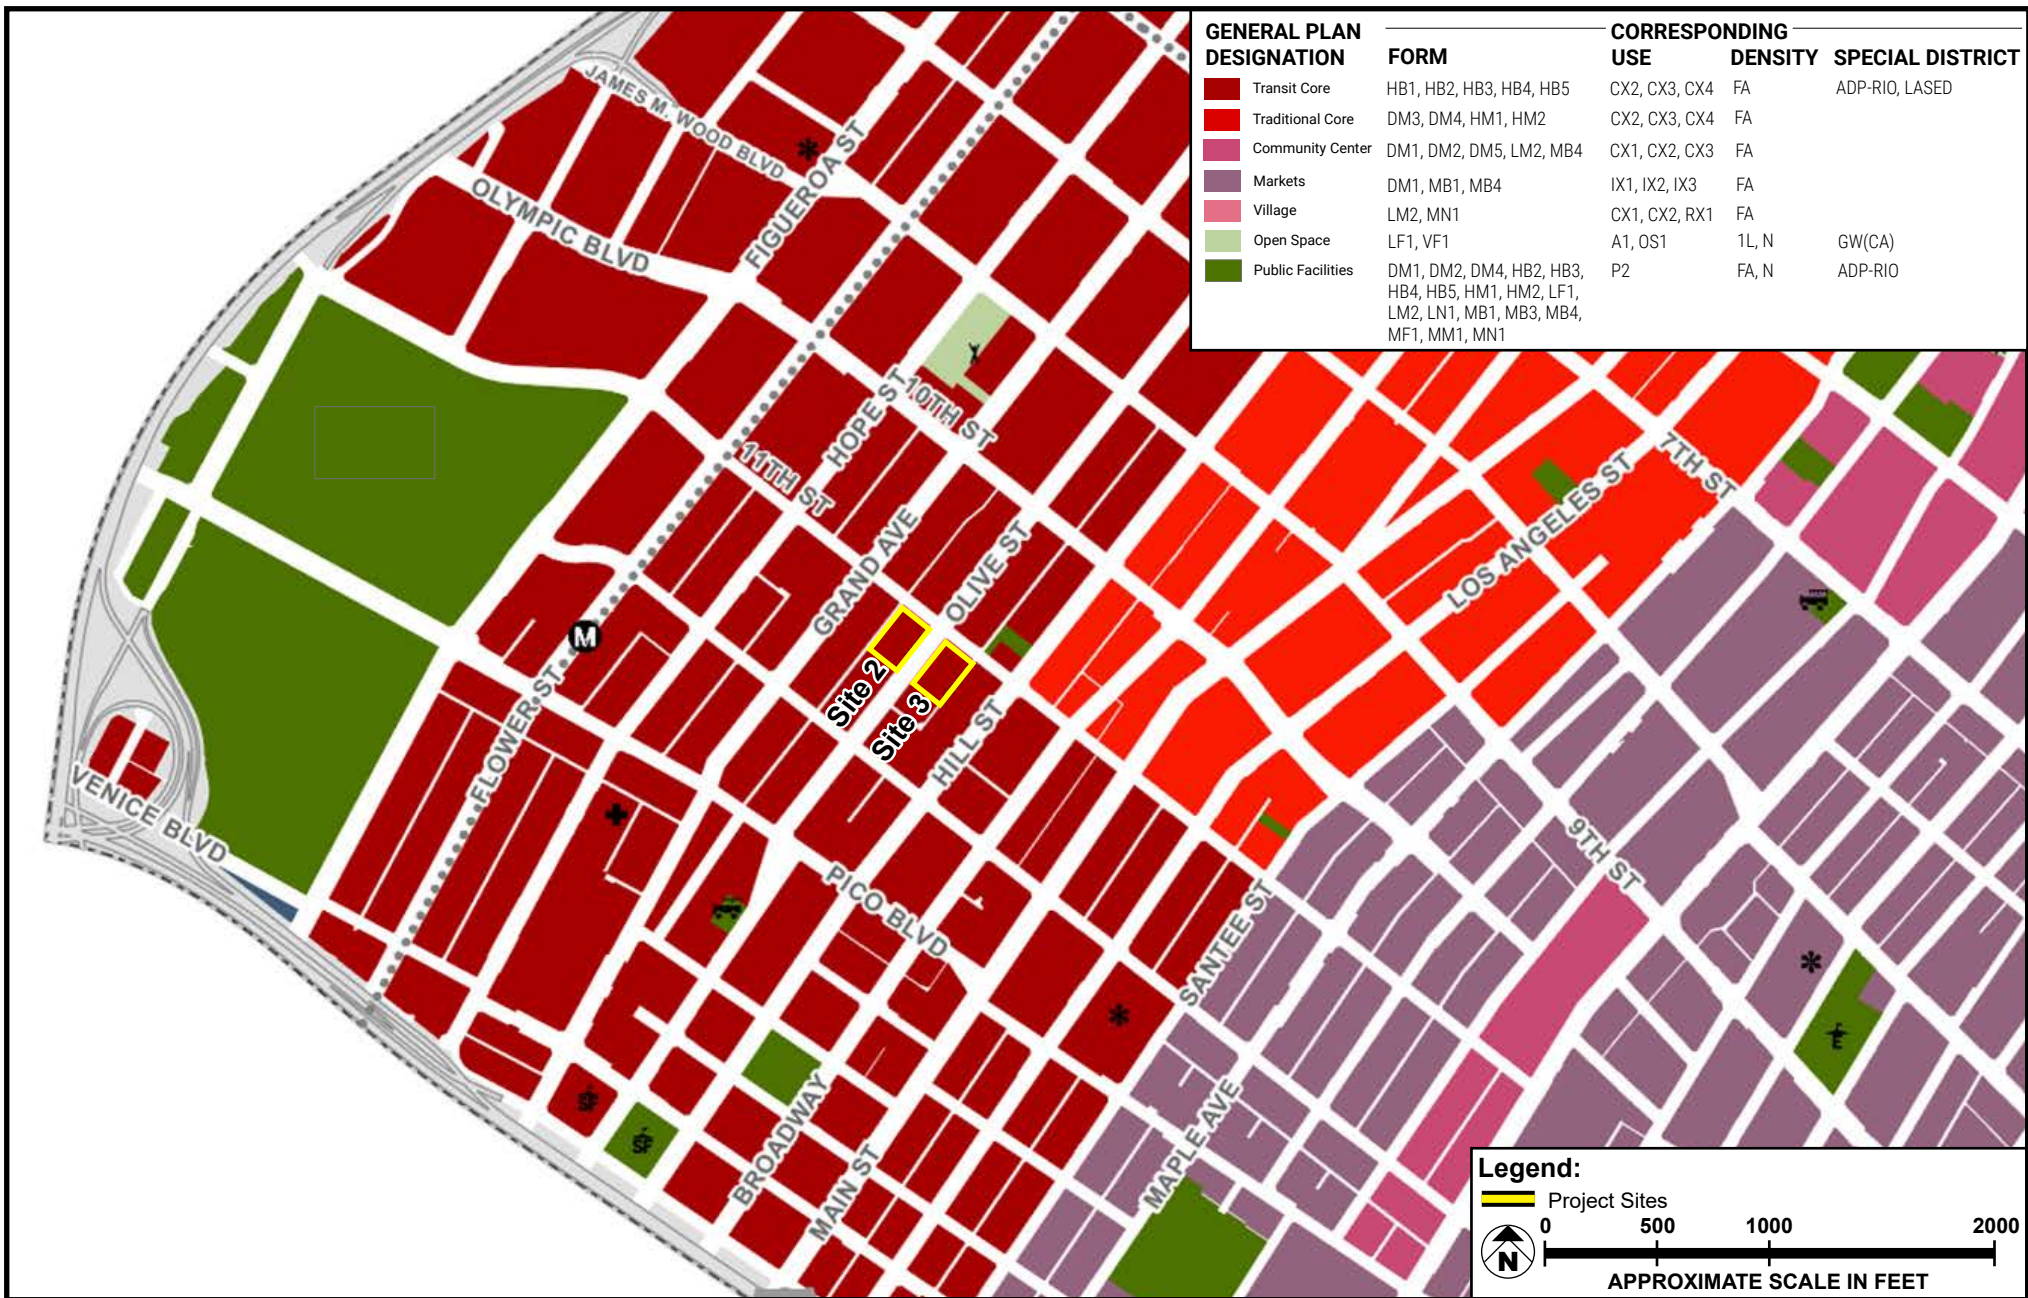 GENERAL PLAN DESIGNATION
CORRESPONDING
FORM USE DENSITY SPECIAL DISTRICT
Transit Core HB1, HB2, HB3, HB4, HB5 CX2, CX3, CX4 FA ADP-RIO, LASED
Traditional Core DM3, DM4, HM1, HM2 CX2, CX3, CX4 FA
Community Center DM1, DM2, DM5, LM2, MB4 CX1, CX2, CX3 FA
Markets DM1, MB1, MB4 IX1, IX2, IX3 FA
Village LM2, MN1 CX1, CX2, RX1 FA
Open Space LF1, VF1 A1, OS1 1L, N GW(CA)
Public Facilities DM1, DM2, DM4, HB2, HB3, P2 FA, N ADP-RIO
HB4, HB5, HM1, HM2, LF1,
LM2, LN1, MB1, MB3, MB4,
MF1, MM1, MN1
JAMES M. WOOD BLVD
OLYMPIC BLVD
FIGUEROA ST
HOPE ST
10TH ST
11TH ST
GRAND AVE
OLIVE ST
LOS ANGELES ST
7TH ST
M
Site 2
Site 3
HILL ST
FLOWER ST
VENICE BLVD
PICO BLVD
9TH ST
SANTEE ST
MAPLE AVE
BROADWAY
MAIN ST
SF
SF
E
Legend:
Project Sites
0 500 1000 2000
N
APPROXIMATE SCALE IN FEET